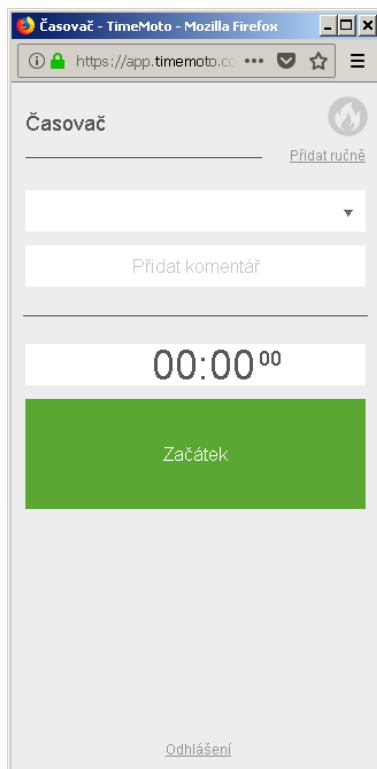 Časovač - TimeMoto - Mozilla Firefox
https://app.timemoto.co
Časovač
Přidat ručně
Přidat komentář
00:00 00
Začátek
Odhlášení